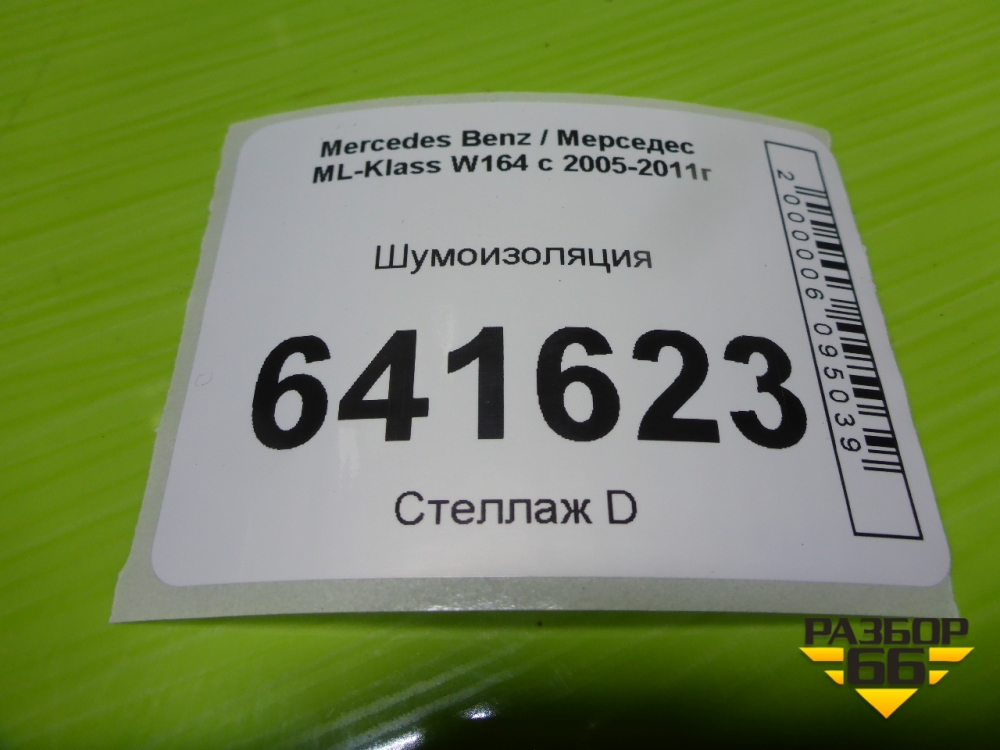 Mercedes Benz / Мерседес
ML-Klass W164 с 2005-2011г
Шумоизоляция
641623
Стеллаж D
2000006095039
РАЗБОР
66